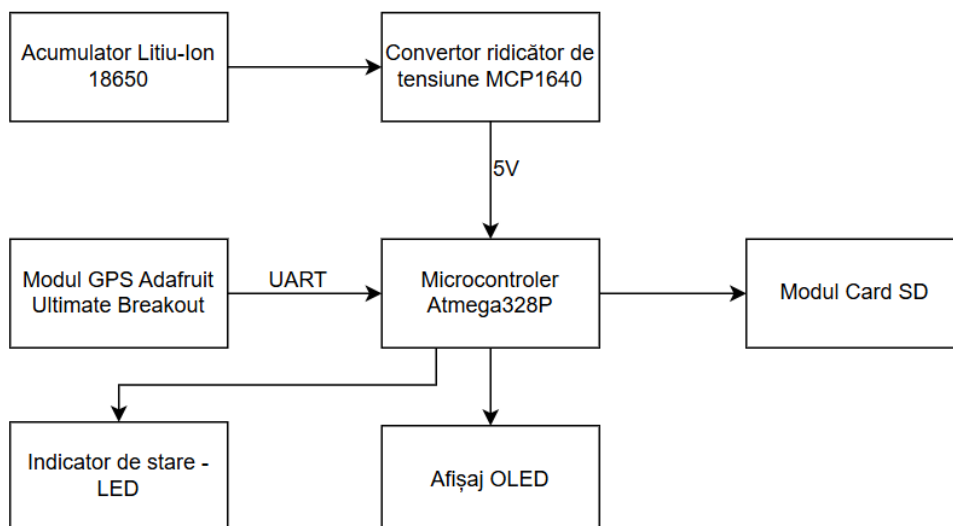 Acumulator Litiu-Ion
18650
Convertor ridicător de
tensiune MCP1640
5V
Modul GPS Adafruit
Ultimate Breakout
UART
Microcontroler
Atmega328P
Modul Card SD
Indicator de stare -
LED
Afișaj OLED